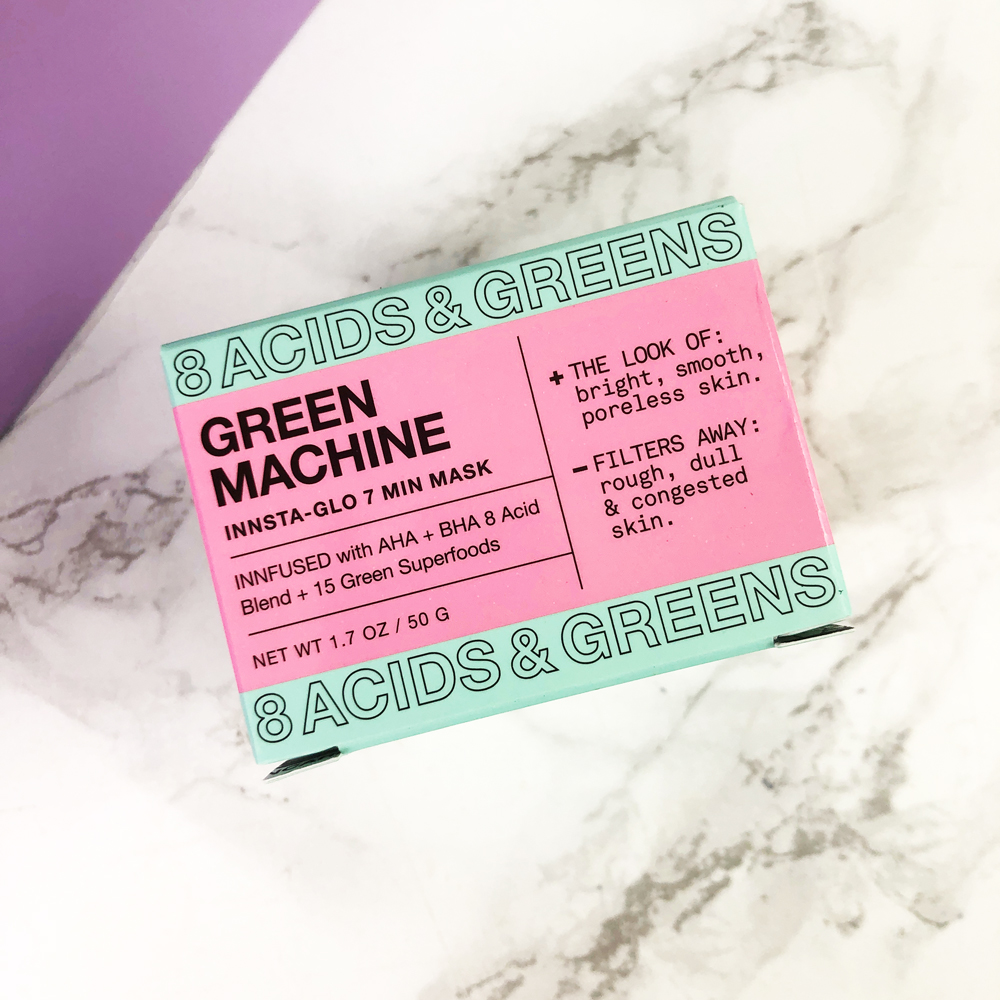 8 ACIDS & GREENS
GREEN
MACHINE
INNSTA-GLO 7 MIN MASK
INNFUSED with AHA + BHA 8 Acid
Blend + 15 Green Superfoods
NET WT 1.7 OZ / 50 G
+ THE LOOK OF:
bright, smooth,
poreless skin.
- FILTERS AWAY:
rough, dull
& congested
skin.
8 ACIDS & GREENS